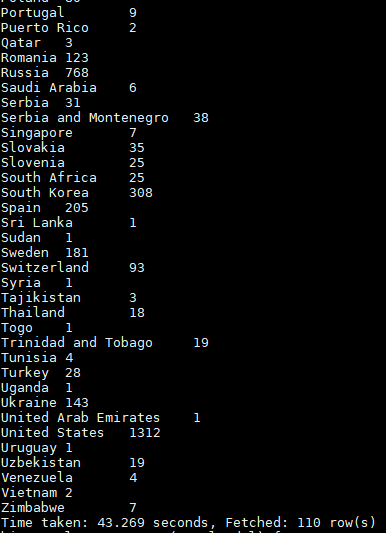 Portugal 9
Puerto Rico 2
Qatar 3
Romania 123
Russia 768
Saudi Arabia 6
Serbia 31
Serbia and Montenegro 38
Singapore 7
Slovakia 35
Slovenia 25
South Africa 25
South Korea 308
Spain 205
Sri Lanka 1
Sudan 1
Sweden 181
Switzerland 93
Syria 1
Tajikistan 3
Thailand 18
Togo 1
Trinidad and Tobago 19
Tunisia 4
Turkey 28
Uganda 1
Ukraine 143
United Arab Emirates 1
United States 1312
Uruguay 1
Uzbekistan 19
Venezuela 4
Vietnam 2
Zimbabwe 7
Time taken: 43.269 seconds, Fetched: 110 row(s)